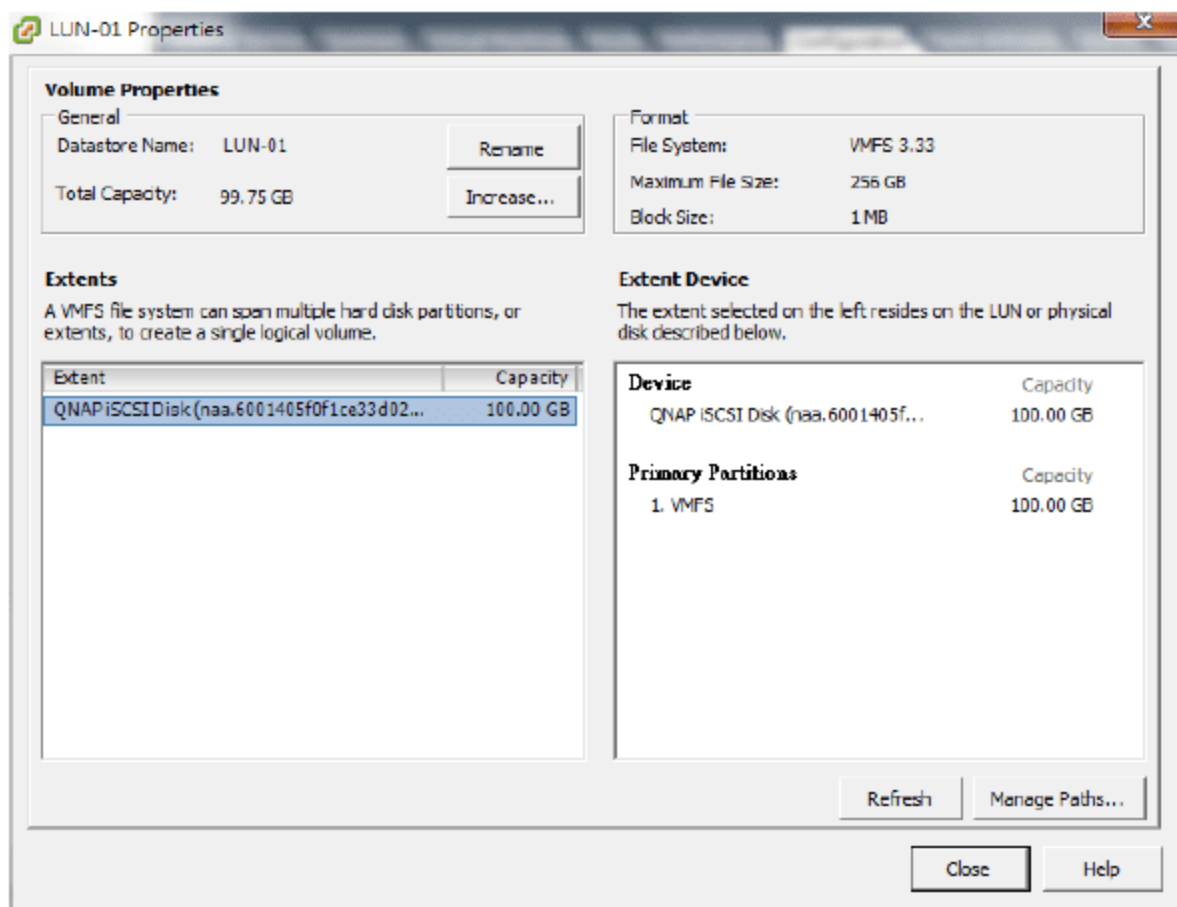 LUN-01 Properties
Volume Properties
General
Datastore Name: LUN-01
Rename
Total Capacity: 99.75 GB
Increase...
Format
File System: VMFS 3.33
Maximum File Size: 256 GB
Block Size: 1 MB
Extents
A VMFS file system can span multiple hard disk partitions, or
extents, to create a single logical volume.
Extent Capacity
QNAP iSCSI Disk (naa.6001405f0f1ce33d02... 100.00 GB
Extent Device
The extent selected on the left resides on the LUN or physical
disk described below.
Device Capacity
QNAP iSCSI Disk (naa.6001405f... 100.00 GB
Primary Partitions Capacity
1. VMFS 100.00 GB
Refresh
Manage Paths...
Close
Help